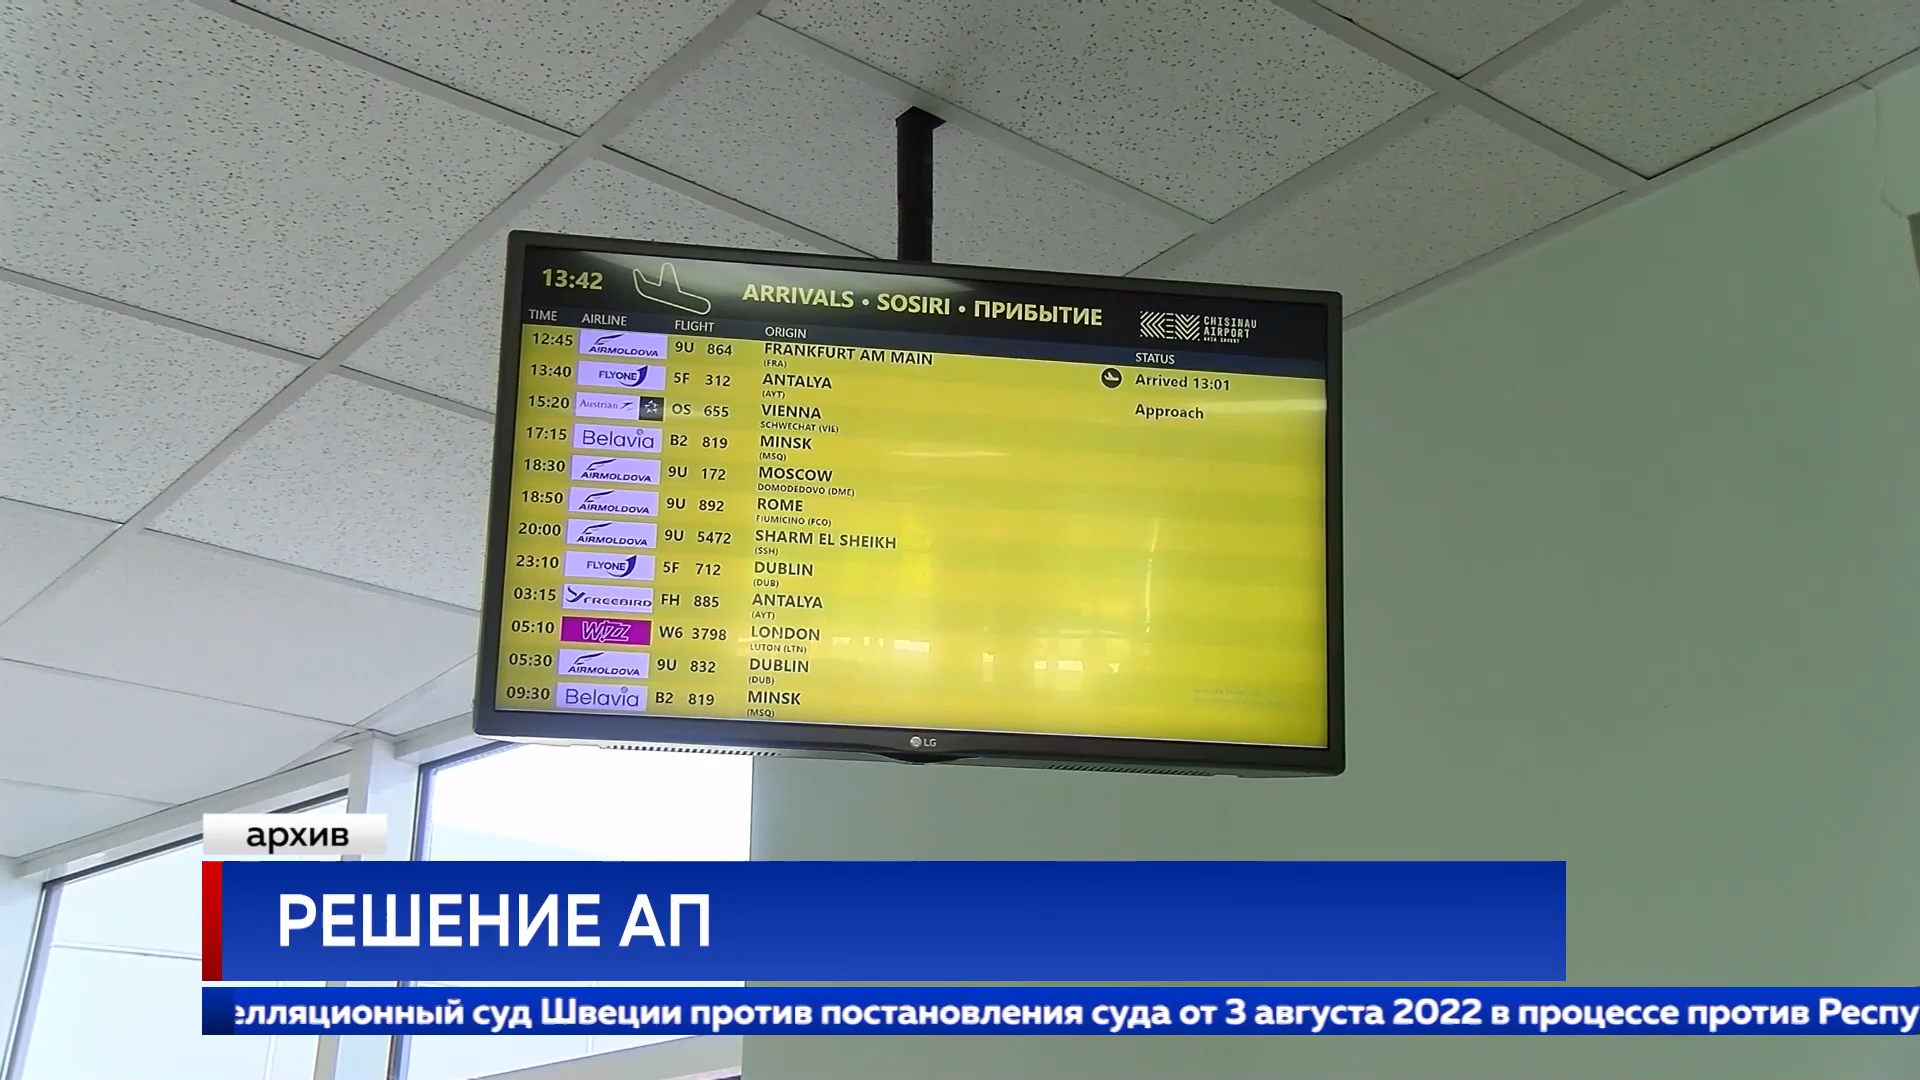 13:42 ARRIVALS • SOSIRI • ПРИБЫТИЕ CHISINAU
AIRPORT
AVIA INVEST
TIME AIRLINE FLIGHT ORIGIN STATUS
12:45 AIRMOLDOVA 9U 864 FRANKFURT AM MAIN Arrived 13:01
(FRA)
13:40 FLYONE 5F 312 ANTALYA Approach
(AYT)
15:20 Austrian OS 655 VIENNA
SCHWECHAT (VIE)
17:15 Belavia B2 819 MINSK
(MSQ)
18:30 AIRMOLDOVA 9U 172 MOSCOW
DOMODEDOVO (DME)
18:50 AIRMOLDOVA 9U 892 ROME
FIUMICINO (FCO)
20:00 AIRMOLDOVA 9U 5472 SHARM EL SHEIKH
(SSH)
23:10 FLYONE 5F 712 DUBLIN
(DUB)
03:15 FREEBIRD FH 885 ANTALYA
(AYT)
05:10 WIZZ W6 3798 LONDON
LUTON (LTN)
05:30 AIRMOLDOVA 9U 832 DUBLIN
(DUB)
09:30 Belavia B2 819 MINSK
(MSQ)
LG
архив
РЕШЕНИЕ АП
елляционный суд Швеции против постановления суда от 3 августа 2022 в процессе против Респу